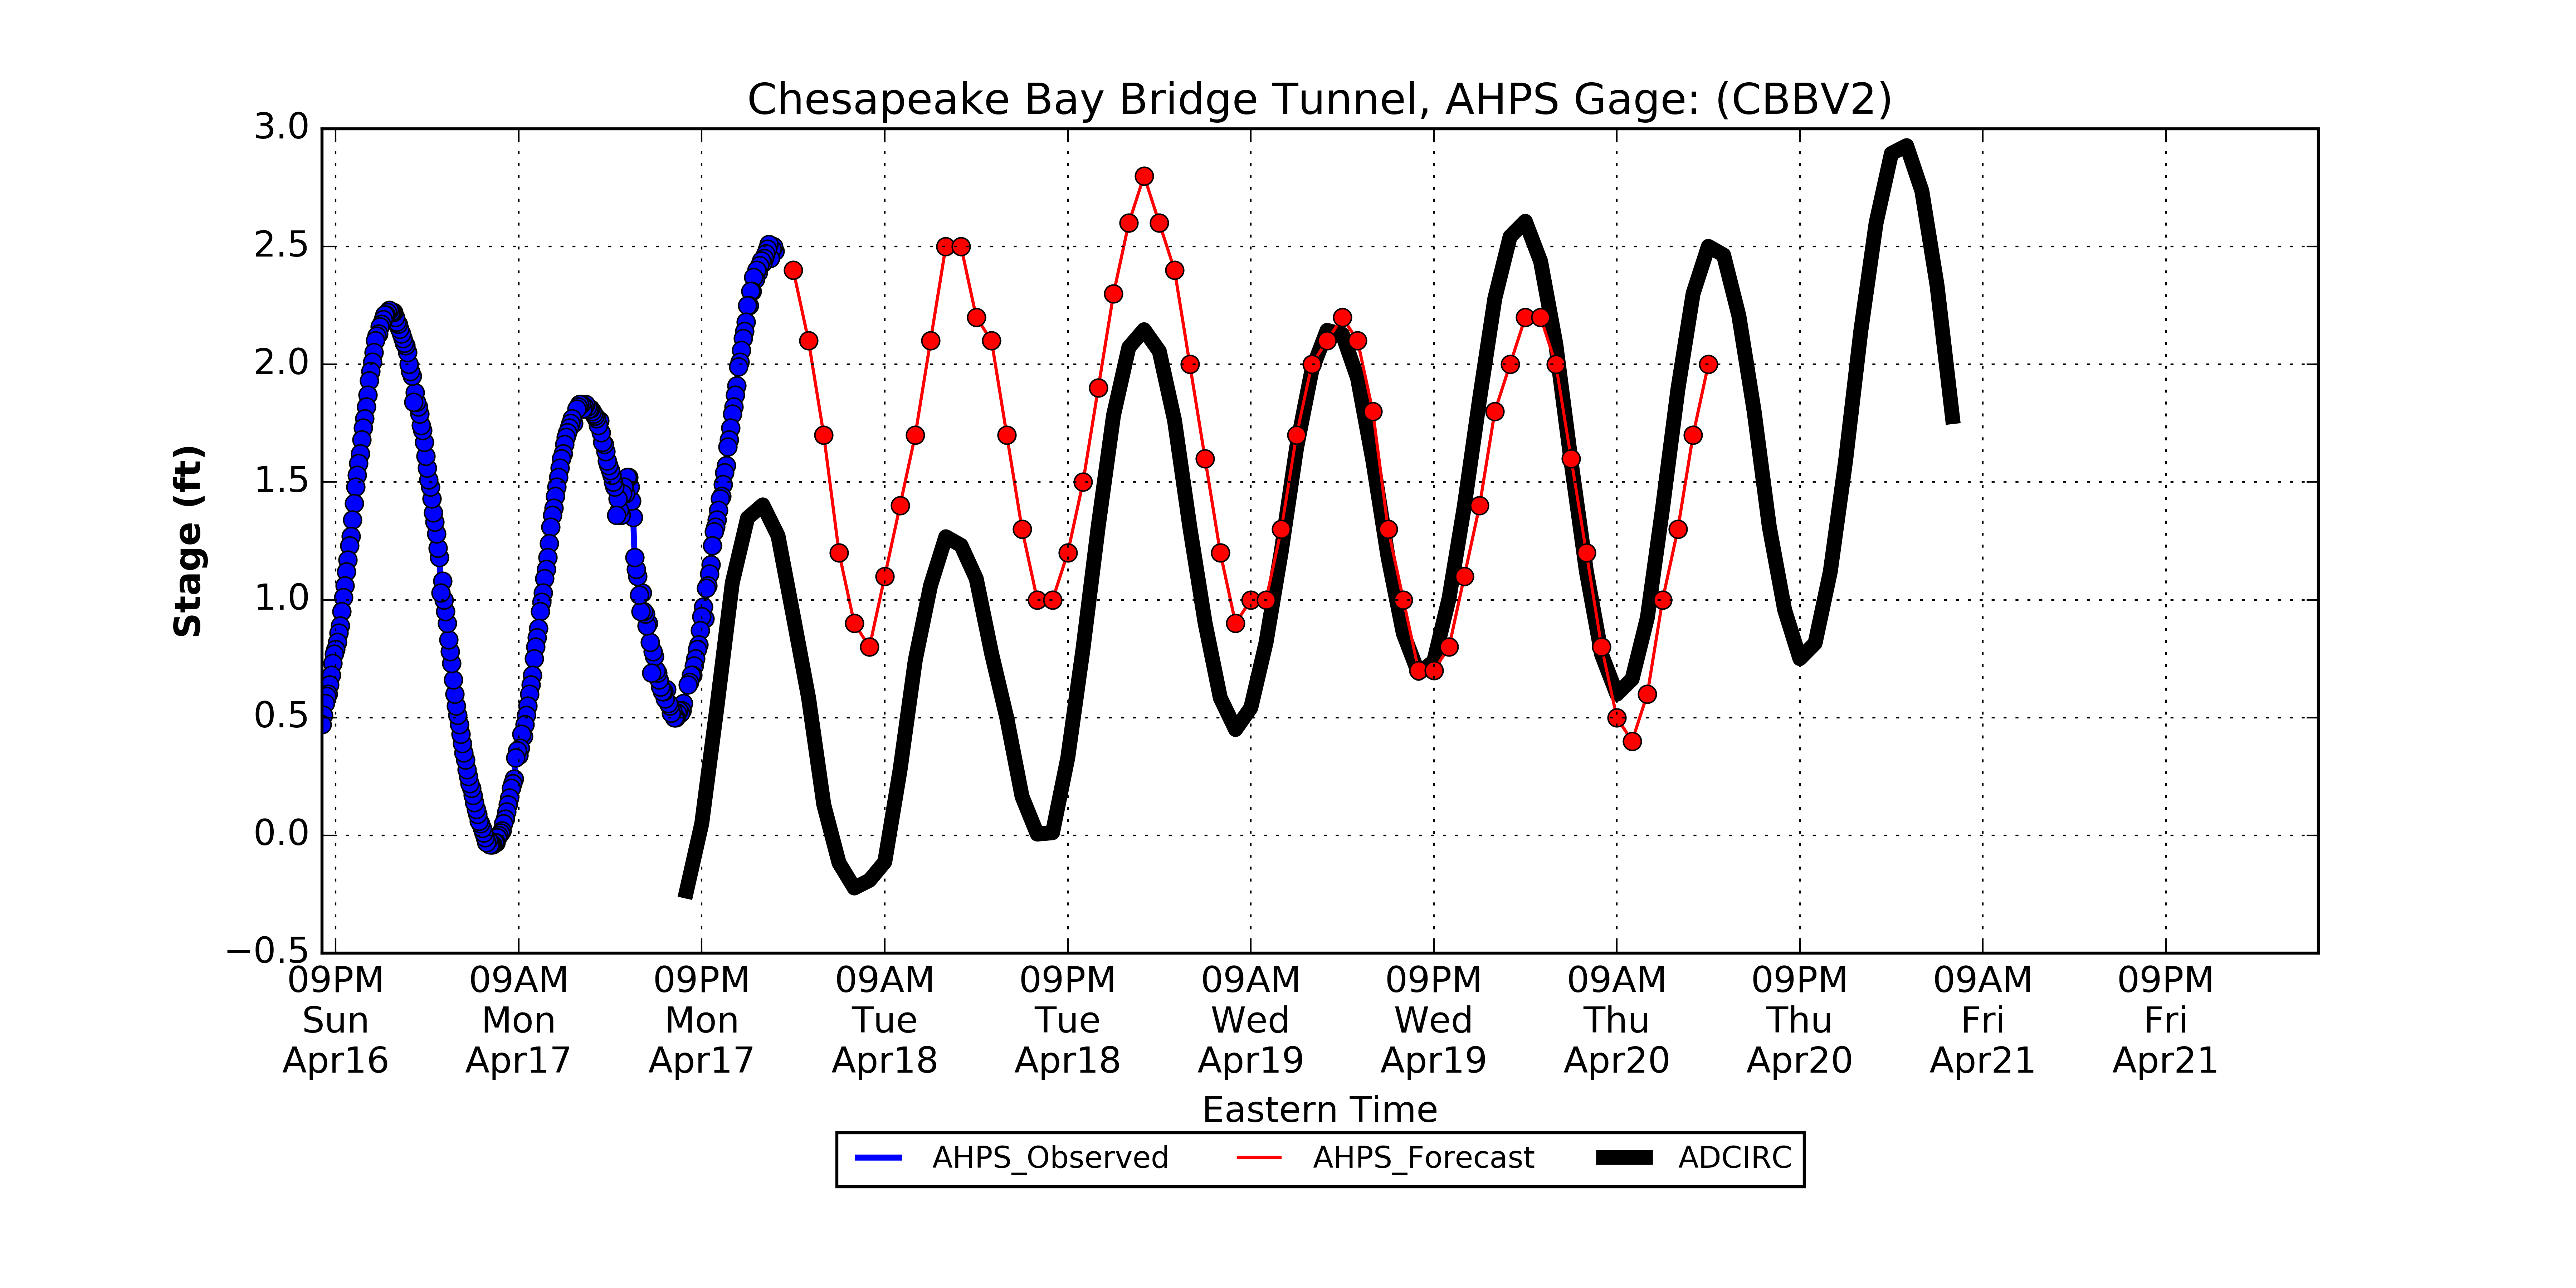 Chesapeake Bay Bridge Tunnel, AHPS Gage: (CBBV2)
3.0
2.5
2.0
1.5
1.0
0.5
0.0
−0.5
Stage (ft)
09PM 09AM 09PM 09AM 09PM 09AM 09PM 09AM 09PM 09AM 09PM
Sun Mon Mon Tue Tue Wed Wed Thu Thu Fri Fri
Apr16 Apr17 Apr17 Apr18 Apr18 Apr19 Apr19 Apr20 Apr20 Apr21 Apr21
Eastern Time
AHPS_Observed AHPS_Forecast ADCIRC